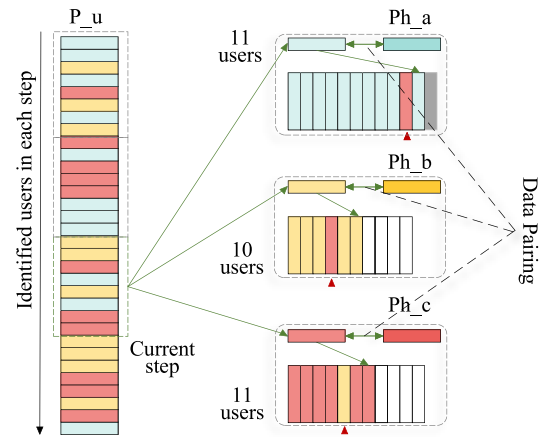 P_u
Identified users in each step
Current
step
11
users
Ph_a
10
users
Ph_b
11
users
Ph_c
Data Pairing